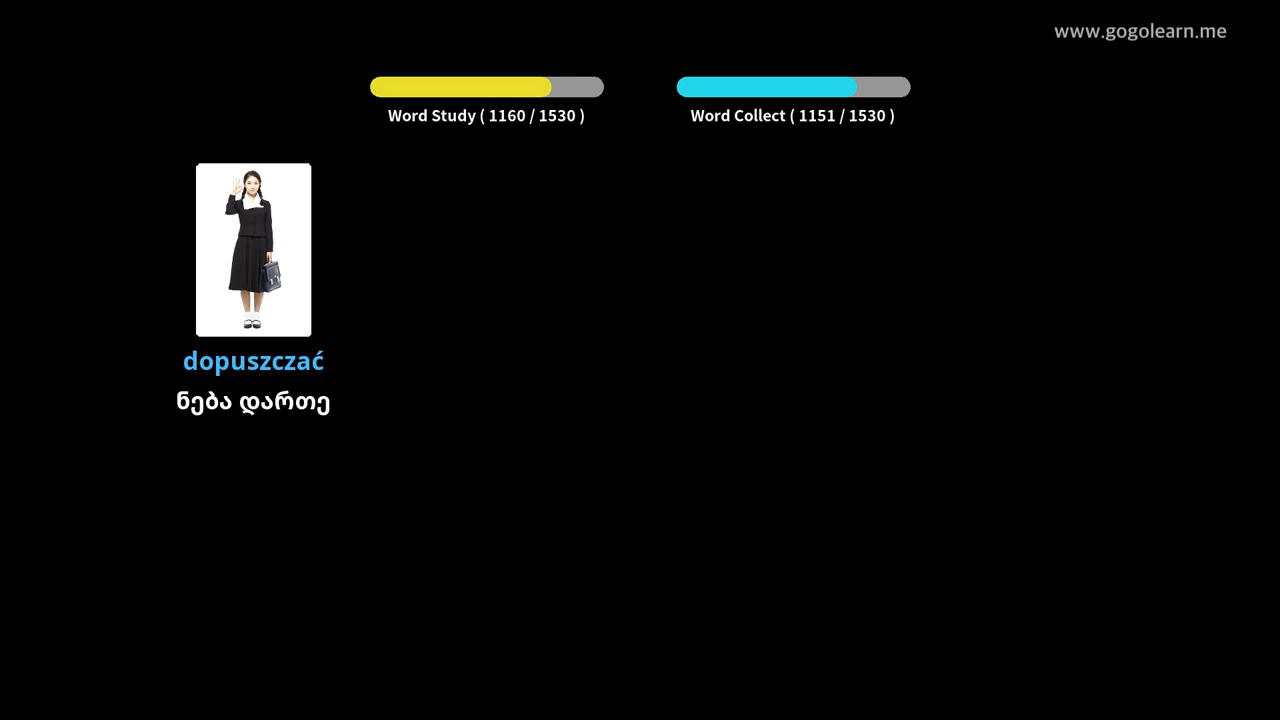 www.gogolearn.me
Word Study ( 1160 / 1530 )
Word Collect ( 1151 / 1530 )
dopuszczać
ნება დართე